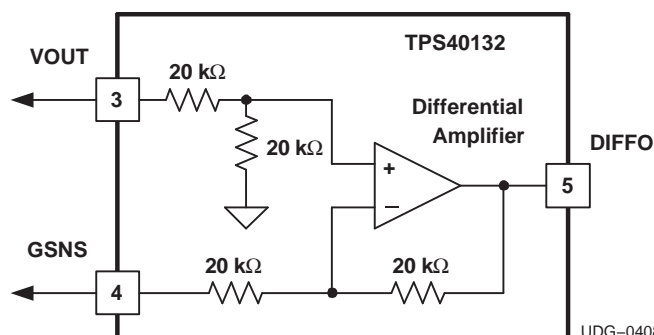 TPS40132
VOUT
20 kΩ
3
Differential
Amplifier
20 kΩ
DIFFO
+
5
−
GSNS
20 kΩ
20 kΩ
4